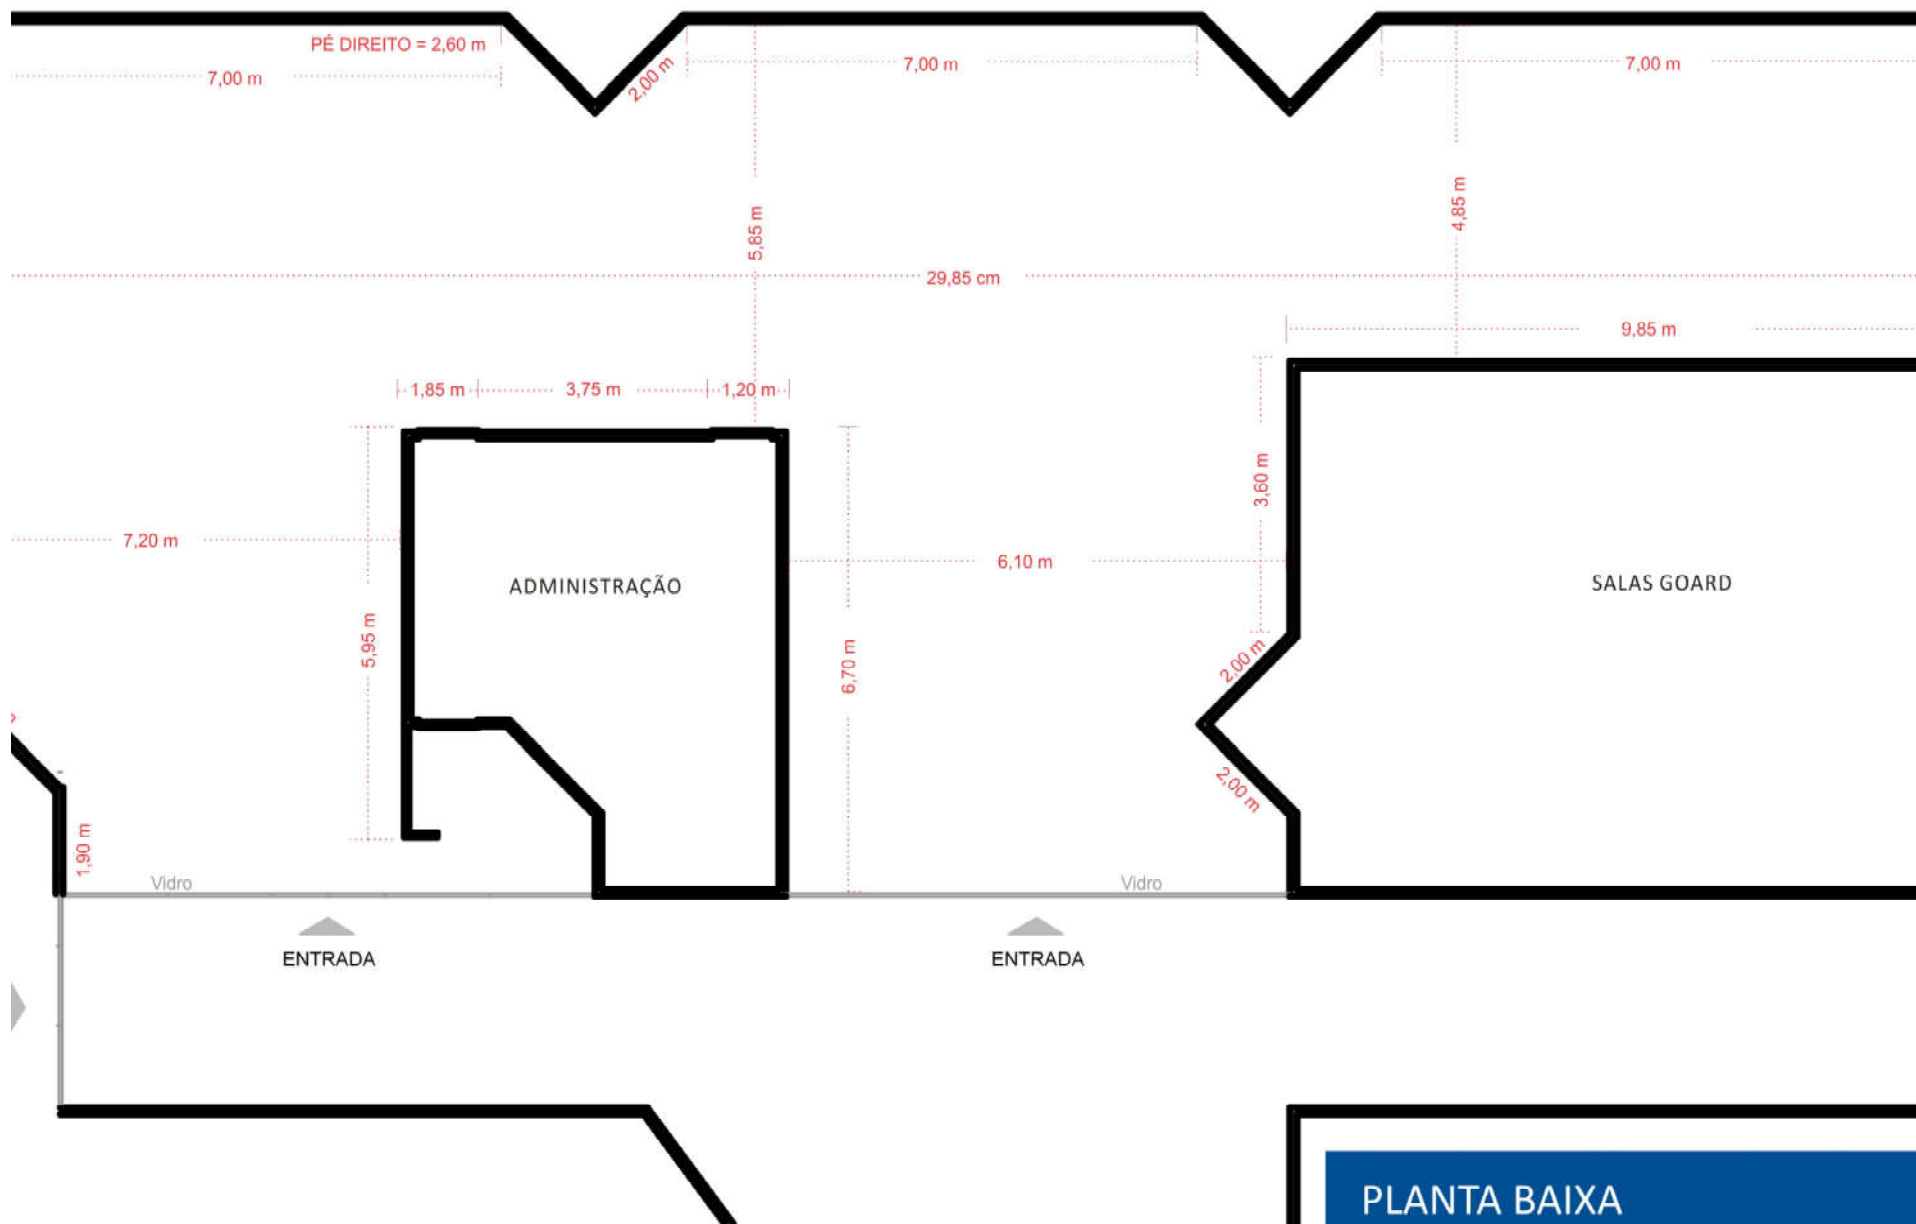 PÉ DIREITO = 2,60 m
7,00 m
2,00 m
7,00 m
7,00 m
5,85 m
4,85 m
29,85 cm
9,85 m
1,85 m
3,75 m
1,20 m
3,60 m
7,20 m
6,10 m
ADMINISTRAÇÃO
SALAS GOARD
5,95 m
6,70 m
2,00 m
2,00 m
1,90 m
Vidro
Vidro
ENTRADA
ENTRADA
PLANTA BAIXA